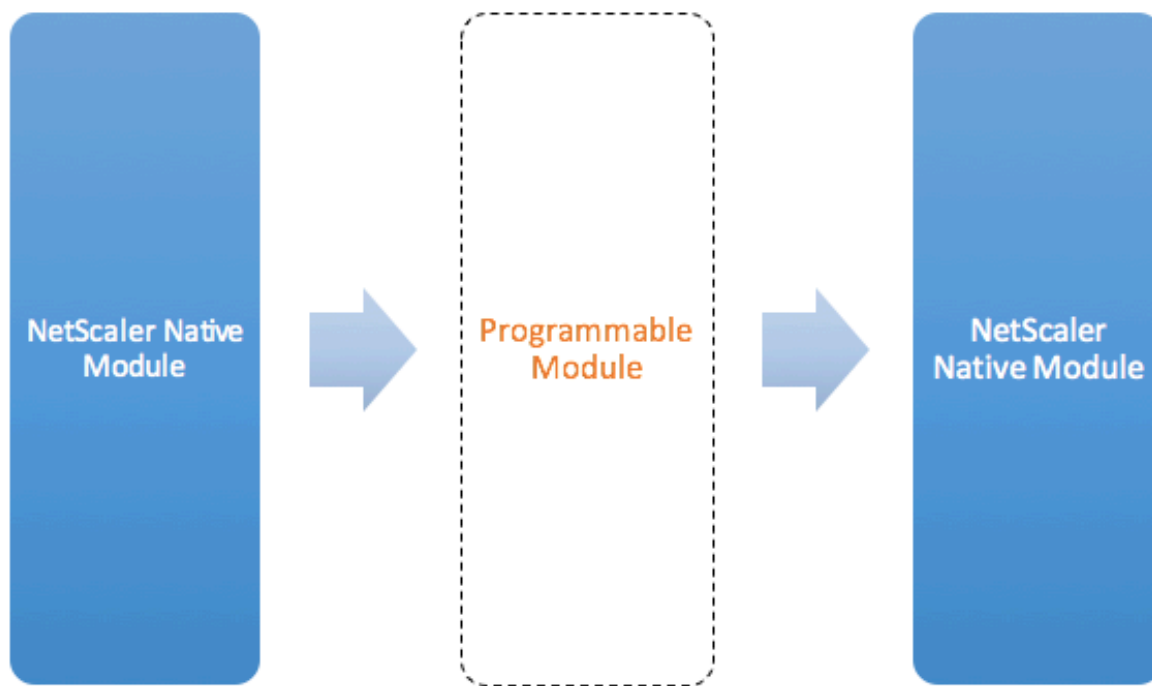 NetScaler Native
Module
Programmable
Module
NetScaler
Native Module